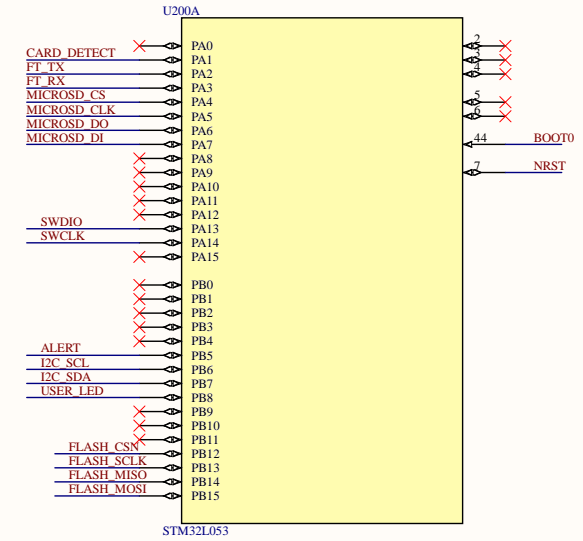 U200A
PA0
CARD_DETECT PA1
FT_TX PA2
FT_RX PA3
MICROSD_CS PA4
MICROSD_CLK PA5
MICROSD_DO PA6
MICROSD_DI PA7
PA8
PA9
PA10
PA11
PA12
SWDIO PA13
SWCLK PA14
PA15
PB0
PB1
PB2
PB3
PB4
ALERT PB5
I2C_SCL PB6
I2C_SDA PB7
USER_LED PB8
PB9
PB10
PB11
FLASH_CSN PB12
FLASH_SCLK PB13
FLASH_MISO PB14
FLASH_MOSI PB15
2
3
4
5
6
44 BOOT0
7 NRST
STM32L053